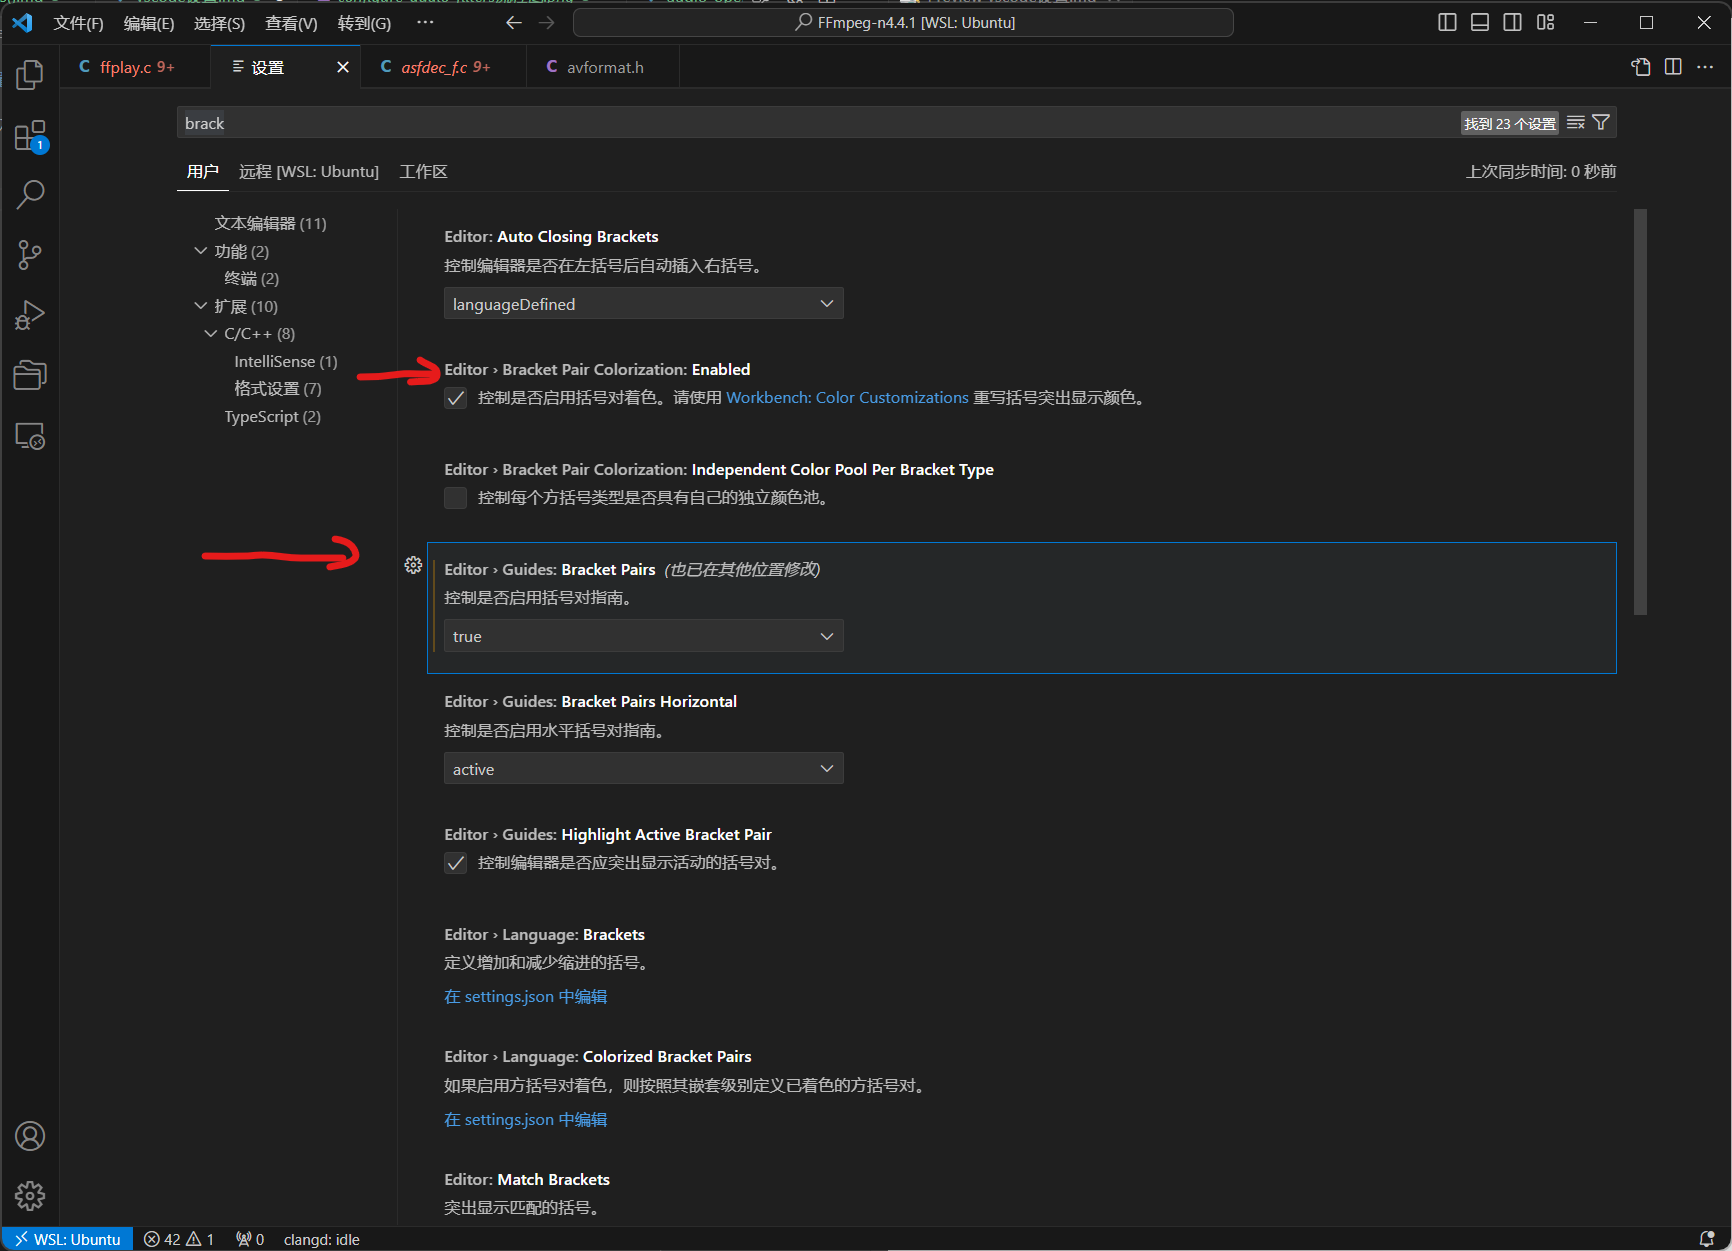 文件(F) 编辑(E) 选择(S) 查看(V) 转到(G) ··· FFmpeg-n4.4.1 [WSL: Ubuntu]
C ffplay.c 9+ 设置 C asfdec_f.c 9+ C avformat.h
brack 找到 23 个设置
用户 远程 [WSL: Ubuntu] 工作区 上次同步时间: 0 秒前
文本编辑器 (11)
功能 (2)
终端 (2)
扩展 (10)
C/C++ (8)
IntelliSense (1)
格式设置 (7)
TypeScript (2)
Editor: Auto Closing Brackets
控制编辑器是否在左括号后自动插入右括号。
languageDefined
Editor › Bracket Pair Colorization: Enabled
控制是否启用括号对着色。请使用 Workbench: Color Customizations 重写括号突出显示颜色。
Editor › Bracket Pair Colorization: Independent Color Pool Per Bracket Type
控制每个方括号类型是否具有自己的独立颜色池。
Editor › Guides: Bracket Pairs (也已在其他位置修改)
控制是否启用括号对指南。
true
Editor › Guides: Bracket Pairs Horizontal
控制是否启用水平括号对指南。
active
Editor › Guides: Highlight Active Bracket Pair
控制编辑器是否应突出显示活动的括号对。
Editor › Language: Brackets
定义增加和减少缩进的括号。
在 settings.json 中编辑
Editor › Language: Colorized Bracket Pairs
如果启用方括号对着色，则按照其嵌套级别定义已着色的方括号对。
在 settings.json 中编辑
Editor: Match Brackets
突出显示匹配的括号。
1
WSL: Ubuntu 42 1 0 clangd: idle